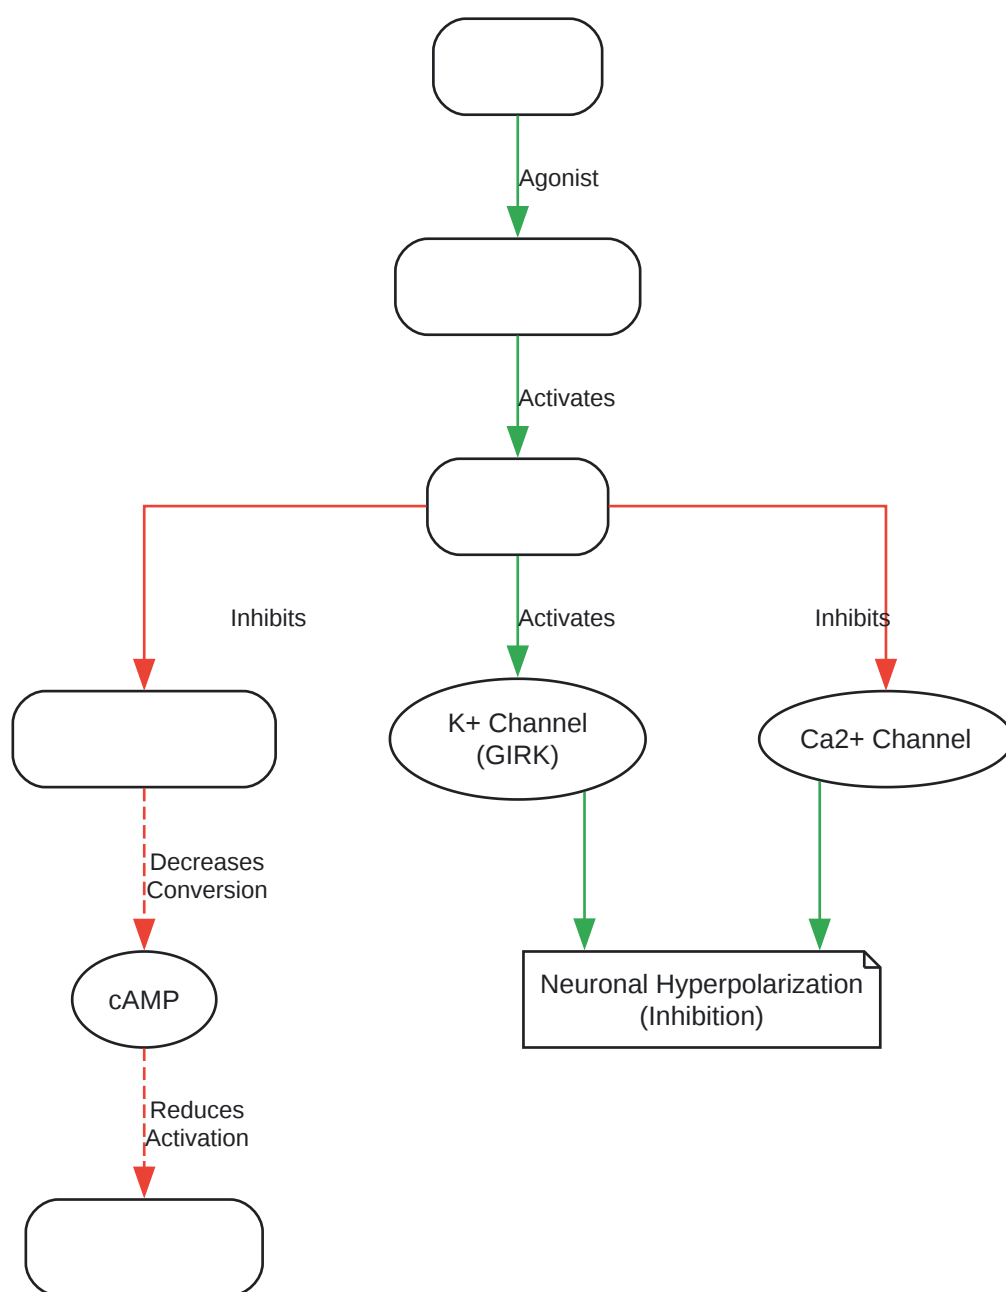 Agonist
Activates
Inhibits
Activates
Inhibits
K+ Channel
(GIRK)
Ca2+ Channel
Decreases
Conversion
cAMP
Neuronal Hyperpolarization
(Inhibition)
Reduces
Activation